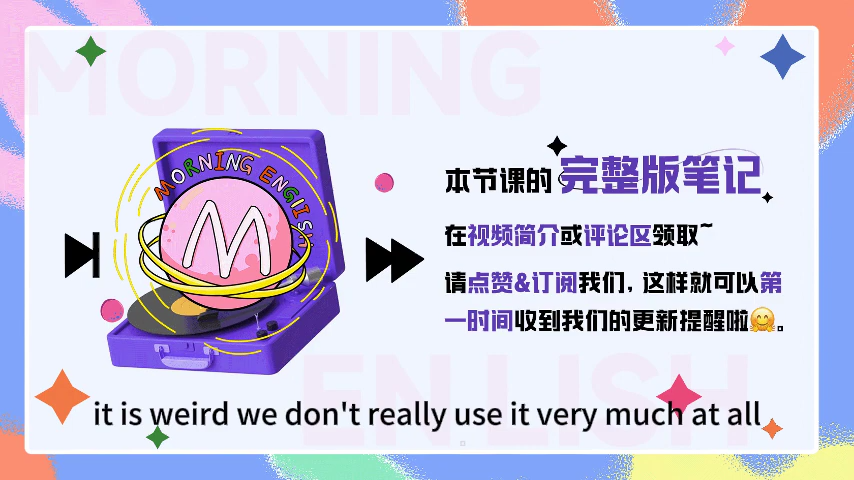 MORNING
MORNING ENGlISH
M
本节课的 完整版笔记
在视频简介或评论区领取~
请点赞&订阅我们，这样就可以第
一时间收到我们的更新提醒啦🤗。
EN LISH
it is weird we don't really use it very much at all